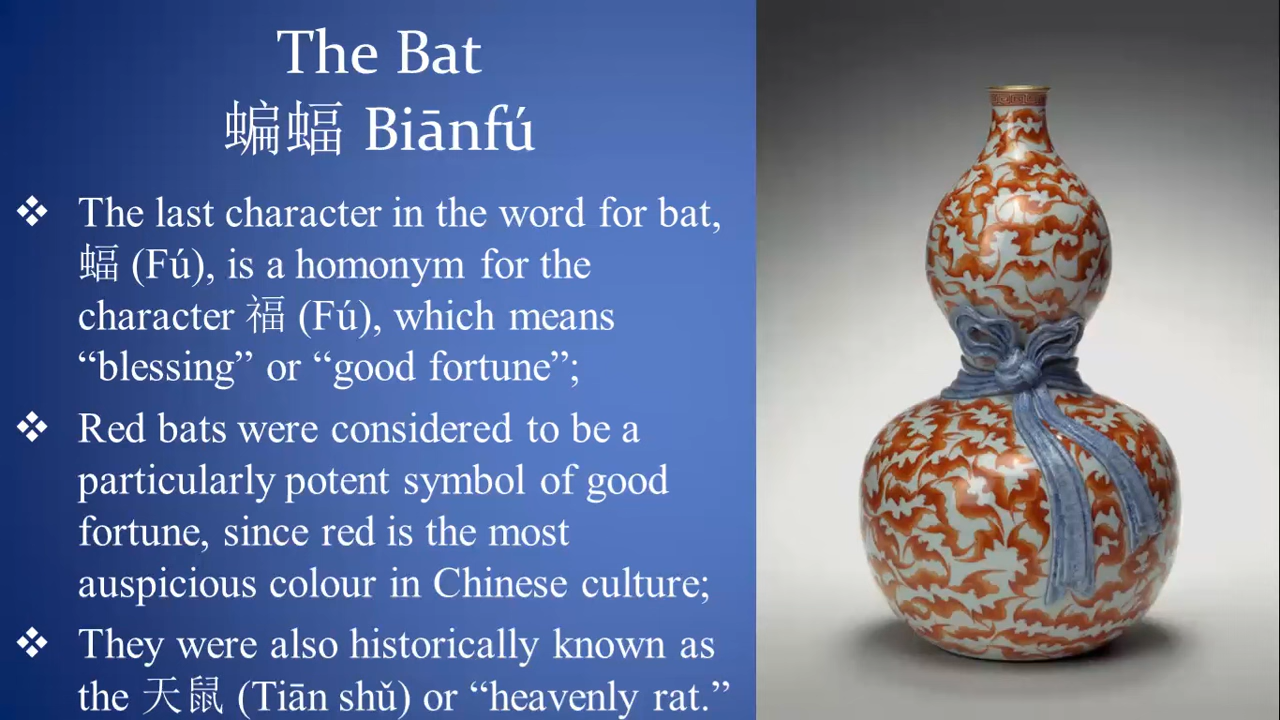 The Bat
蝙蝠 Biānfú
❖ The last character in the word for bat,
蝠 (Fú), is a homonym for the
character 福 (Fú), which means
“blessing” or “good fortune”;
❖ Red bats were considered to be a
particularly potent symbol of good
fortune, since red is the most
auspicious colour in Chinese culture;
❖ They were also historically known as
the 天鼠 (Tiān shǔ) or “heavenly rat.”